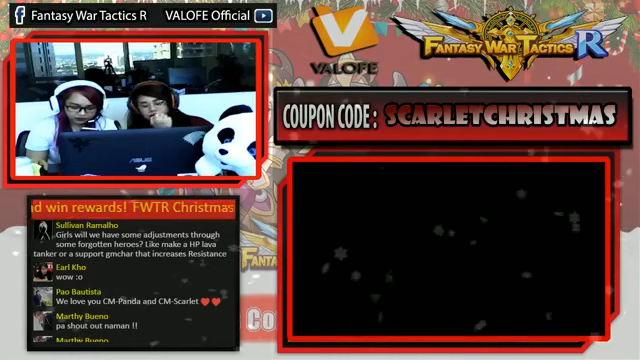 Fantasy War Tactics R VALOFE Official
VALOFE
FANTASY WAR TACTICS R
COUPON CODE : SCARLETCHRISTMAS
ASUS
nd win rewards! FWTR Christmas
Sullivan Ramalho
Girls will we have some adjustments through
some forgotten heroes? Like make a HP lava
tanker or a support gmchar that increases Resistance
Earl Kho
wow :o
Pao Bautista
We love you CM-Panda and CM-Scarlet ♥♥
Marthy Bueno
pa shout out naman !!
Marthy Bueno